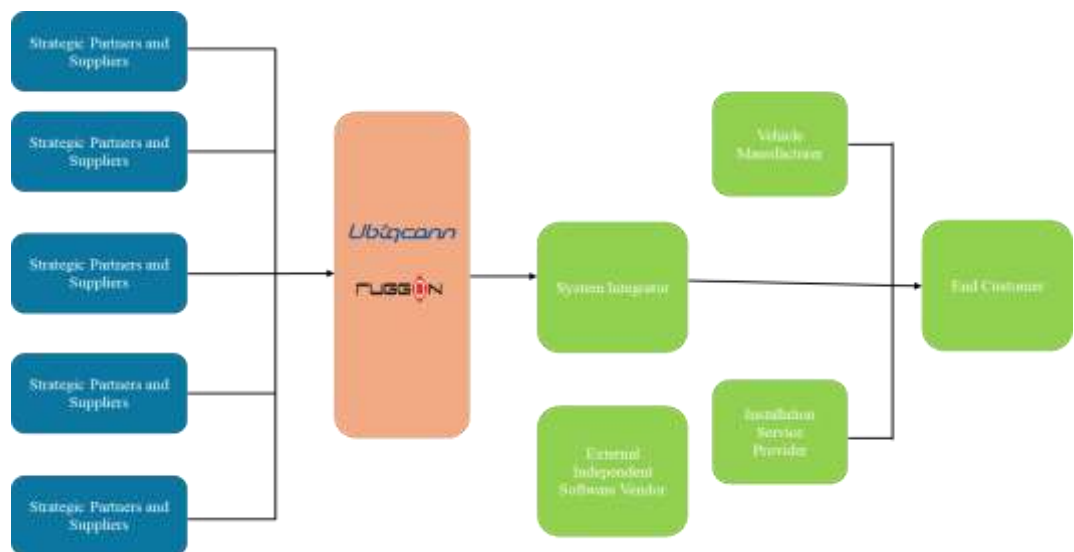 Strategic Partners and
Suppliers
Strategic Partners and
Suppliers
Strategic Partners and
Suppliers
Strategic Partners and
Suppliers
Strategic Partners and
Suppliers
Ubiqconn
RUGGON
System Integrator
External
Independent
Software Vendor
Vehicle
Manufacturer
Installation
Service
Provider
End Customer